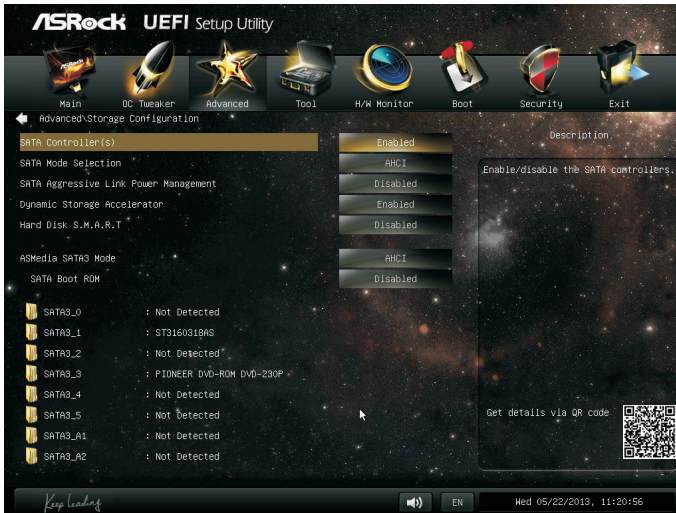 ASRock UEFI Setup Utility
ASRock
Main OC Tweaker Advanced Tool H/W Monitor Boot Security Exit
Advanced\Storage Configuration
SATA Controller(s) Enabled
SATA Mode Selection AHCI
SATA Aggressive Link Power Management Disabled
Dynamic Storage Accelerator Enabled
Hard Disk S.M.A.R.T Disabled
ASMedia SATA3 Mode AHCI
SATA Boot ROM Disabled
SATA3_0 : Not Detected
SATA3_1 : ST3160318AS
SATA3_2 : Not Detected
SATA3_3 : PIONEER DVD-ROM DVD-230P
SATA3_4 : Not Detected
SATA3_5 : Not Detected
SATA3_A1 : Not Detected
SATA3_A2 : Not Detected
Description
Enable/disable the SATA controllers.
Get details via QR code
Keep Leading
EN
Wed 05/22/2013, 11:20:56